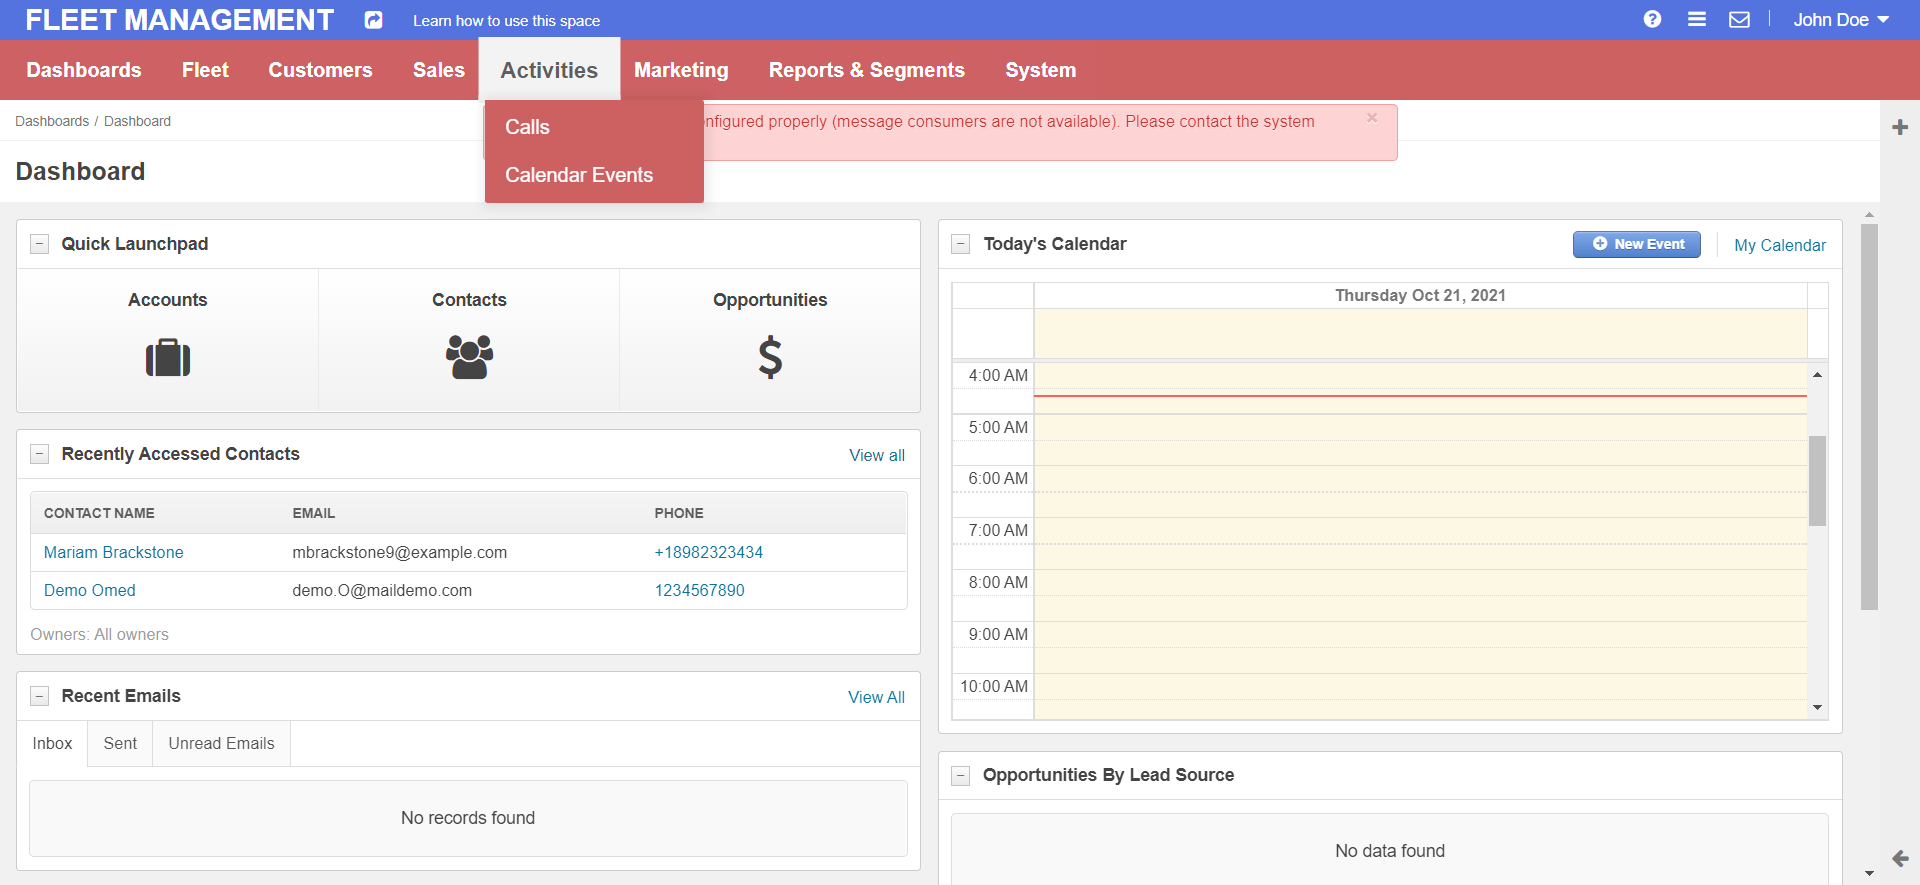 FLEET MANAGEMENT Learn how to use this space John Doe
Dashboards Fleet Customers Sales Activities Marketing Reports & Segments System
Calls
Calendar Events
properly (message consumers are not available). Please contact the system ×
Dashboards / Dashboard
Dashboard
Quick Launchpad
Accounts Contacts Opportunities
Recently Accessed Contacts View all
CONTACT NAME EMAIL PHONE
Mariam Brackstone mbrackstone9@example.com +18982323434
Demo Omed demo.O@maildemo.com 1234567890
Owners: All owners
Recent Emails View All
Inbox Sent Unread Emails
No records found
Today's Calendar New Event My Calendar
Thursday Oct 21, 2021
4:00 AM
5:00 AM
6:00 AM
7:00 AM
8:00 AM
9:00 AM
10:00 AM
Opportunities By Lead Source
No data found